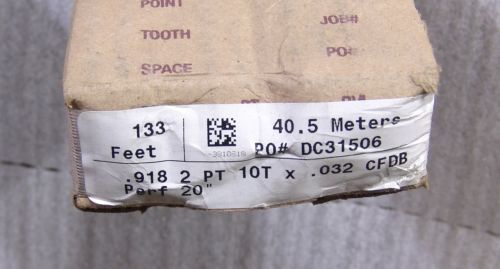 POINT
TOOTH
SPACE
JOB#
PO#
133
Feet
40.5 Meters
PO# DC31506
.918 2 PT 10T x .032 CFDB
Perf 20"